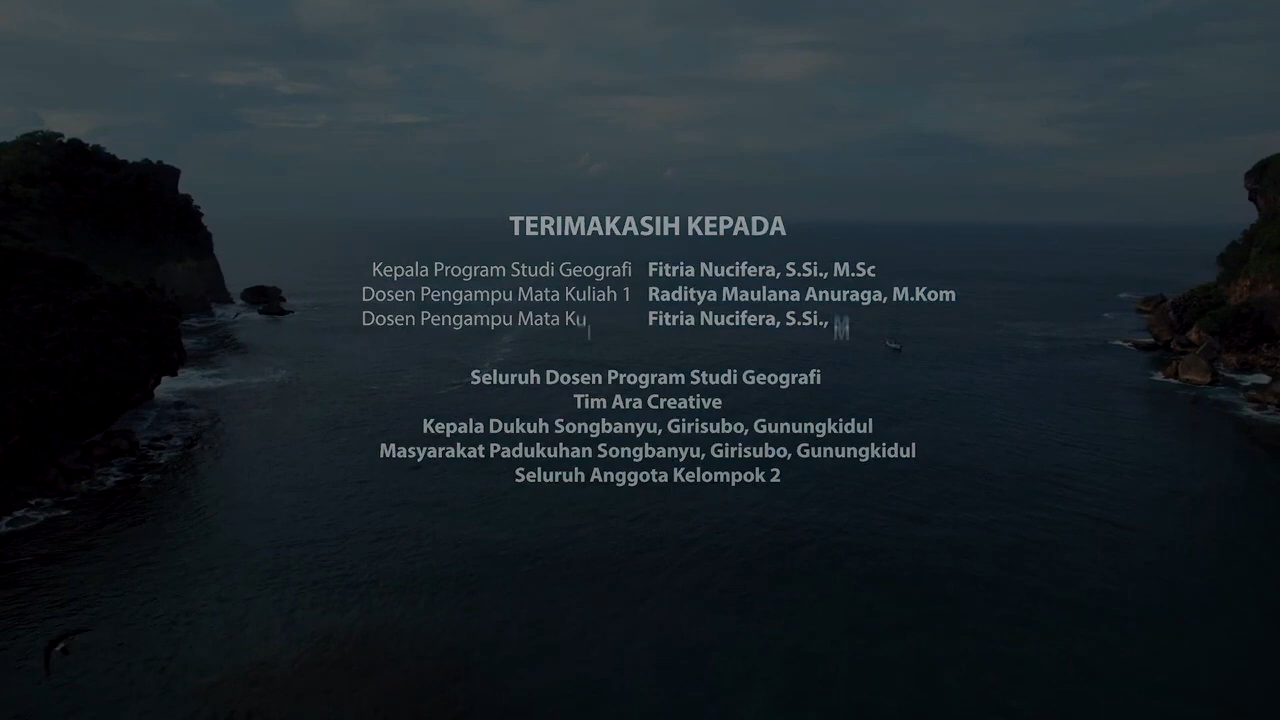 TERIMAKASIH KEPADA
Kepala Program Studi Geografi Fitria Nucifera, S.Si., M.Sc
Dosen Pengampu Mata Kuliah 1 Raditya Maulana Anuraga, M.Kom
Dosen Pengampu Mata Fitria Nucifera, S.Si.,
Seluruh Dosen Program Studi Geografi
Tim Ara Creative
Kepala Dukuh Songbanyu, Girisubo, Gunungkidul
Masyarakat Padukuhan Songbanyu, Girisubo, Gunungkidul
Seluruh Anggota Kelompok 2